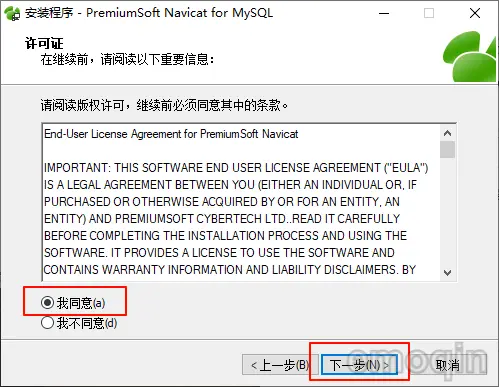 安装程序 - PremiumSoft Navicat for MySQL
许可证
在继续前，请阅读以下重要信息：
请阅读版权许可，继续前必须同意其中的条款。
End-User License Agreement for PremiumSoft Navicat
IMPORTANT: THIS SOFTWARE END USER LICENSE AGREEMENT ("EULA")
IS A LEGAL AGREEMENT BETWEEN YOU (EITHER AN INDIVIDUAL OR, IF
PURCHASED OR OTHERWISE ACQUIRED BY OR FOR AN ENTITY, AN
ENTITY) AND PREMIUMSOFT CYBERTECH LTD..READ IT CAREFULLY
BEFORE COMPLETING THE INSTALLATION PROCESS AND USING THE
SOFTWARE. IT PROVIDES A LICENSE TO USE THE SOFTWARE AND
CONTAINS WARRANTY INFORMATION AND LIABILITY DISCLAIMERS. BY
我同意(a)
我不同意(d)
< 上一步(B)
下一步(N) >
取消
emoqin